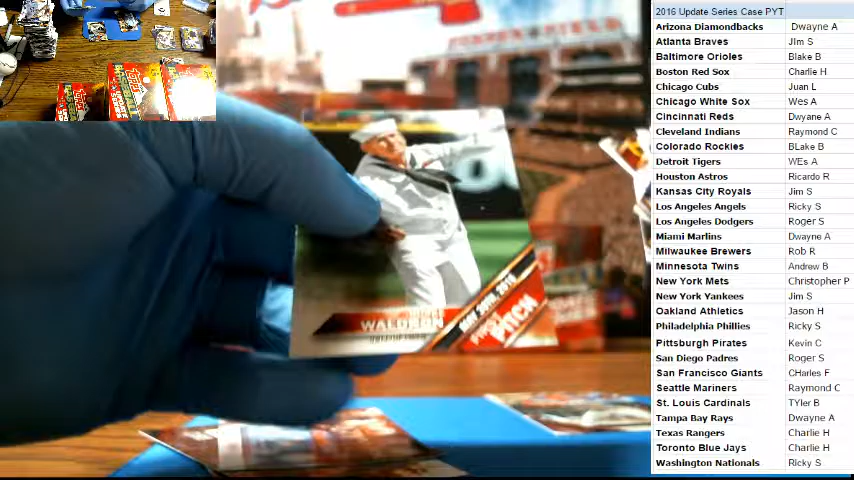 2016 Update Series Case PYT
Arizona Diamondbacks Dwayne A
Atlanta Braves JIm S
Baltimore Orioles Blake B
Boston Red Sox Charlie H
Chicago Cubs Juan L
Chicago White Sox Wes A
Cincinnati Reds Dwyane A
Cleveland Indians Raymond C
Colorado Rockies BLake B
Detroit Tigers WEs A
Houston Astros Ricardo R
Kansas City Royals Jim S
Los Angeles Angels Ricky S
Los Angeles Dodgers Roger S
Miami Marlins Dwayne A
Milwaukee Brewers Rob R
Minnesota Twins Andrew B
New York Mets Christopher P
New York Yankees Jim S
Oakland Athletics Jason H
Philadelphia Phillies Ricky S
Pittsburgh Pirates Kevin C
San Diego Padres Roger S
San Francisco Giants CHarles F
Seattle Mariners Raymond C
St. Louis Cardinals TYler B
Tampa Bay Rays Dwayne A
Texas Rangers Charlie H
Toronto Blue Jays Charlie H
Washington Nationals Ricky S
WALDRON
FIRST
PITCH